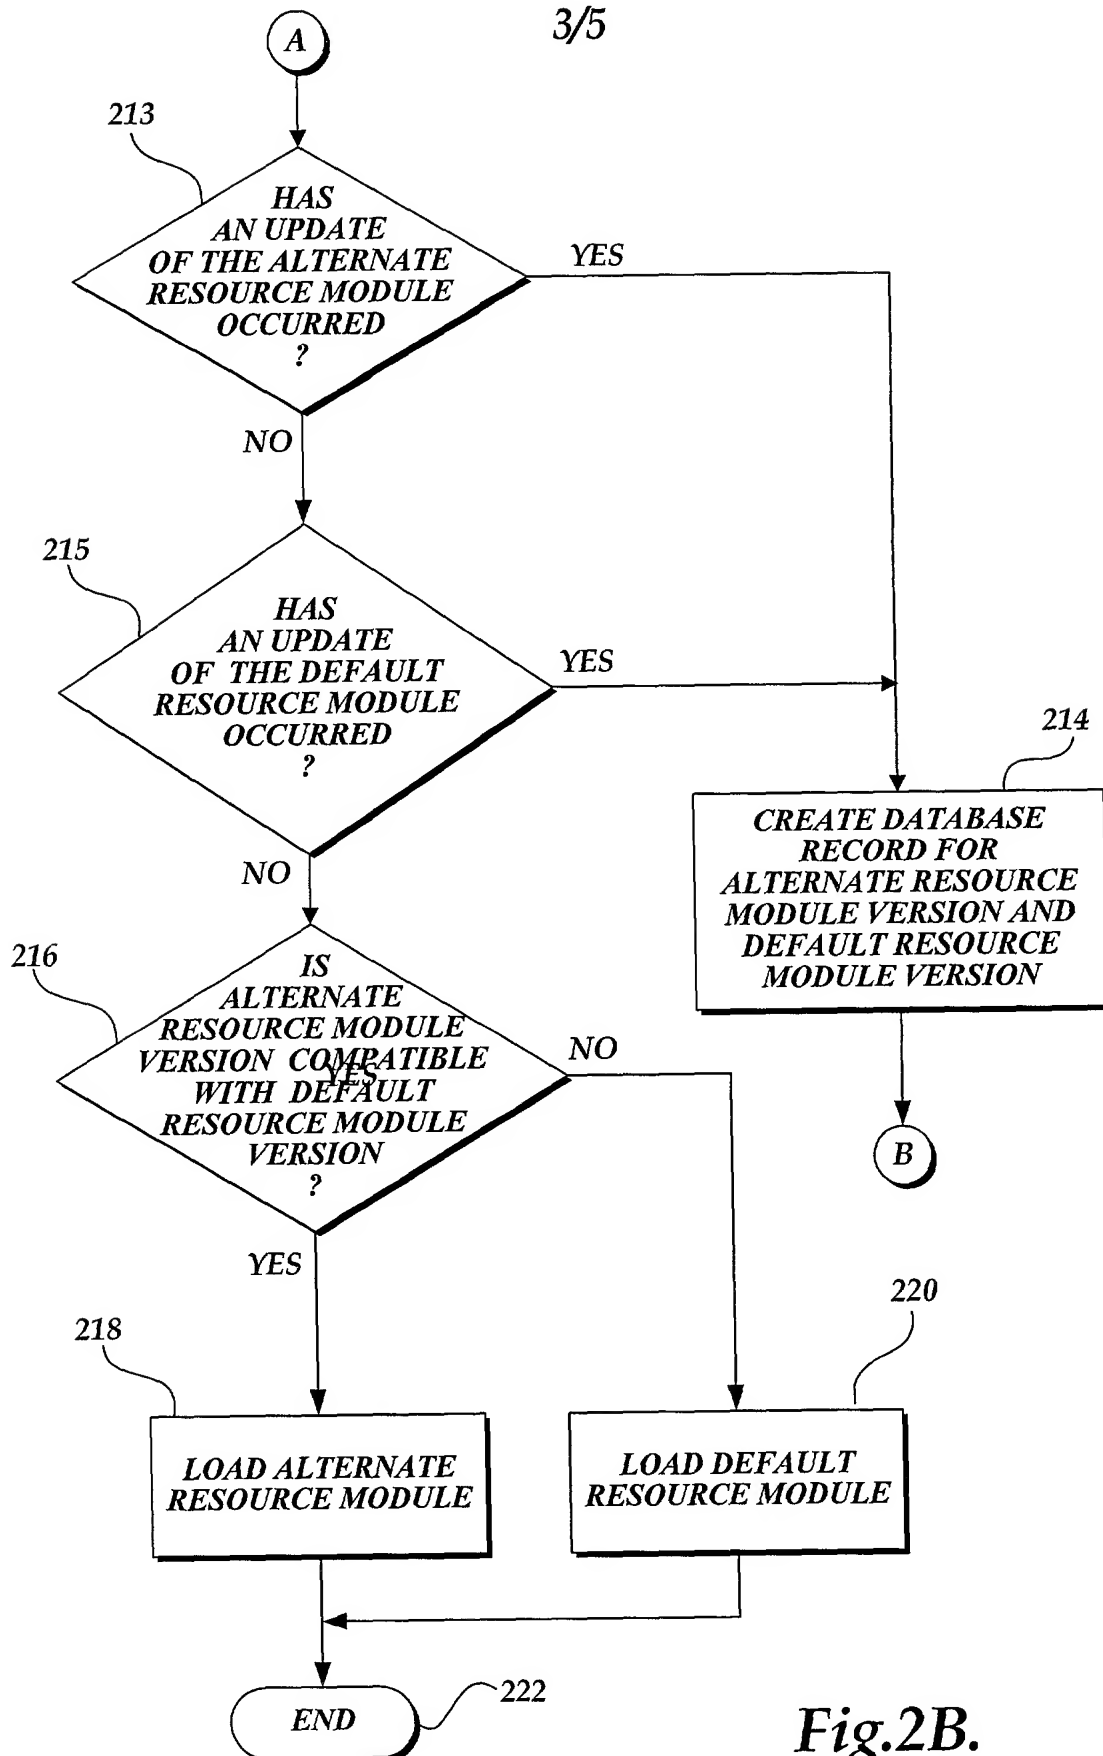 3/5
A
213
HAS
AN UPDATE
OF THE ALTERNATE
RESOURCE MODULE
OCCURRED
?
YES
NO
215
HAS
AN UPDATE
OF THE DEFAULT
RESOURCE MODULE
OCCURRED
?
YES
NO
214
CREATE DATABASE
RECORD FOR
ALTERNATE RESOURCE
MODULE VERSION AND
DEFAULT RESOURCE
MODULE VERSION
B
216
IS
ALTERNATE
RESOURCE MODULE
VERSION COMPATIBLE
YES
WITH DEFAULT
RESOURCE MODULE
VERSION
?
NO
YES
218
LOAD ALTERNATE
RESOURCE MODULE
220
LOAD DEFAULT
RESOURCE MODULE
END
222
Fig.2B.